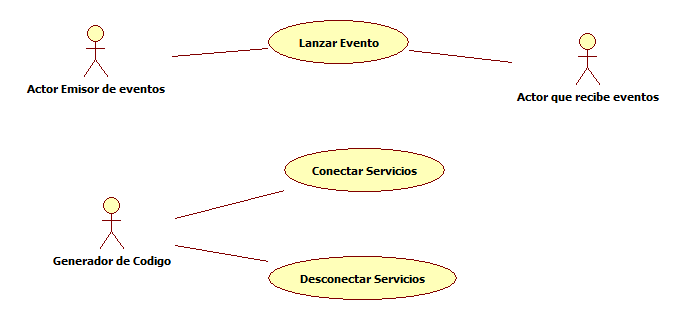 Lanzar Evento
Actor Emisor de eventos
Actor que recibe eventos
Conectar Servicios
Generador de Codigo
Desconectar Servicios